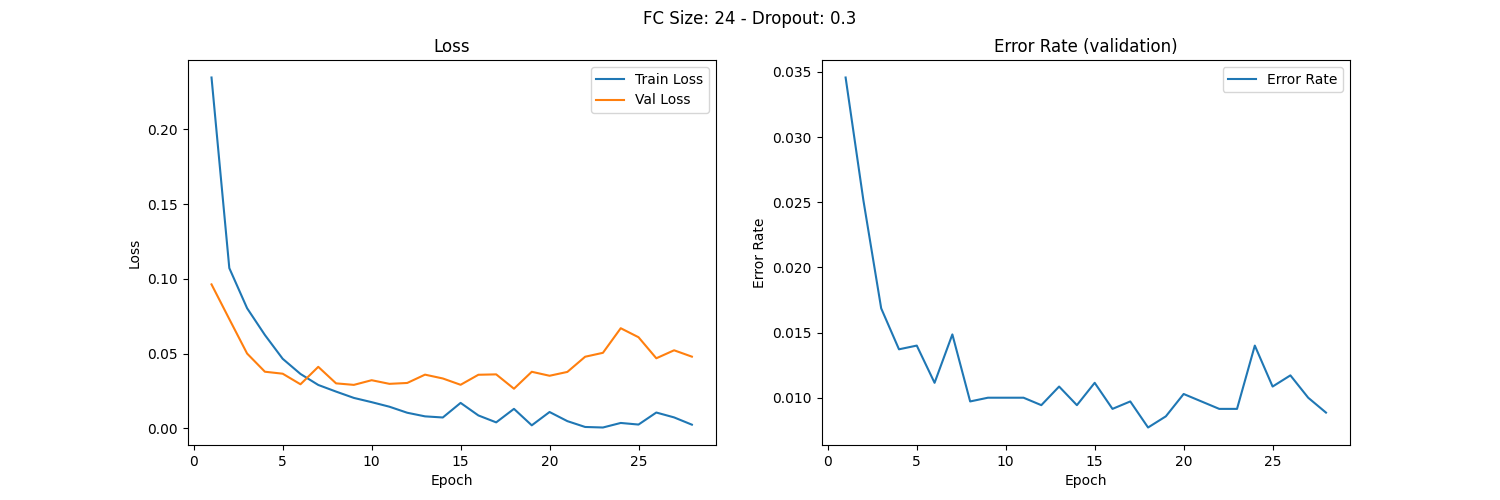 FC Size: 24 - Dropout: 0.3
Loss
Train Loss
Val Loss
0.20
0.15
0.10
0.05
0.00
Loss
0 5 10 15 20 25
Epoch
Error Rate (validation)
Error Rate
0.035
0.030
0.025
0.020
0.015
0.010
Error Rate
0 5 10 15 20 25
Epoch